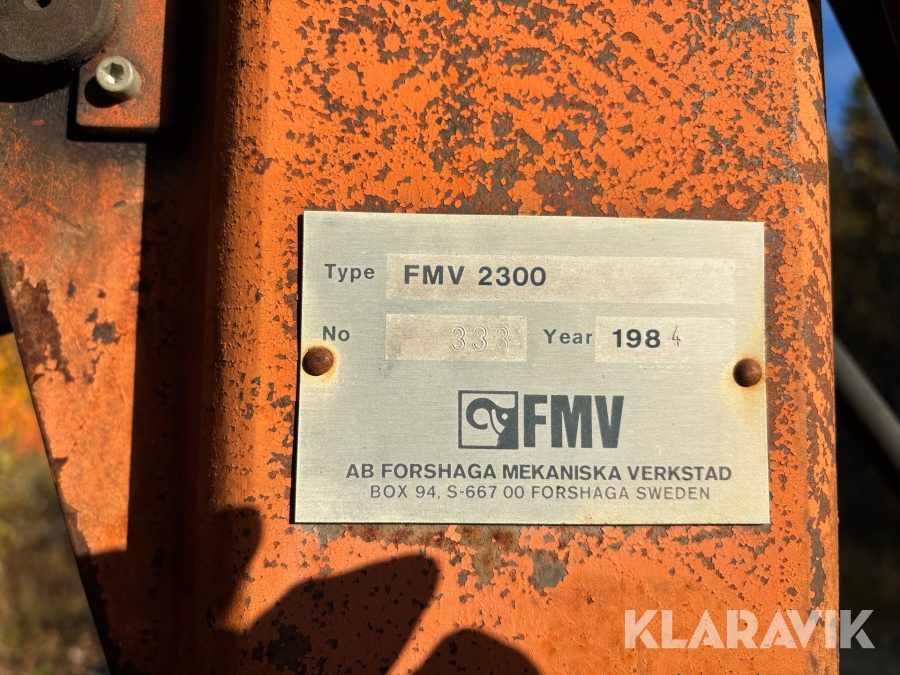 Type FMV 2300
No 333 Year 1984
FMV
AB FORSHAGA MEKANISKA VERKSTAD
BOX 94, S-667 00 FORSHAGA SWEDEN
KLARAVIK